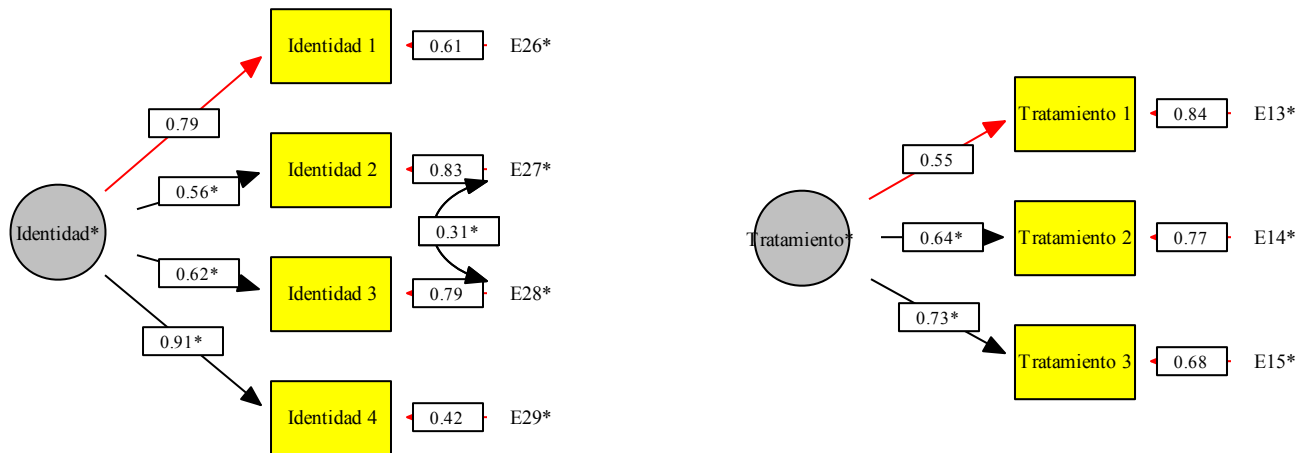 Identidad 1
0.61
E26*
0.79
Identidad 2
0.83
E27*
0.56*
Identidad*
0.31*
0.62*
Identidad 3
0.79
E28*
0.91*
Identidad 4
0.42
E29*
Tratamiento 1
0.84
E13*
0.55
Tratamiento*
0.64*
Tratamiento 2
0.77
E14*
0.73*
Tratamiento 3
0.68
E15*